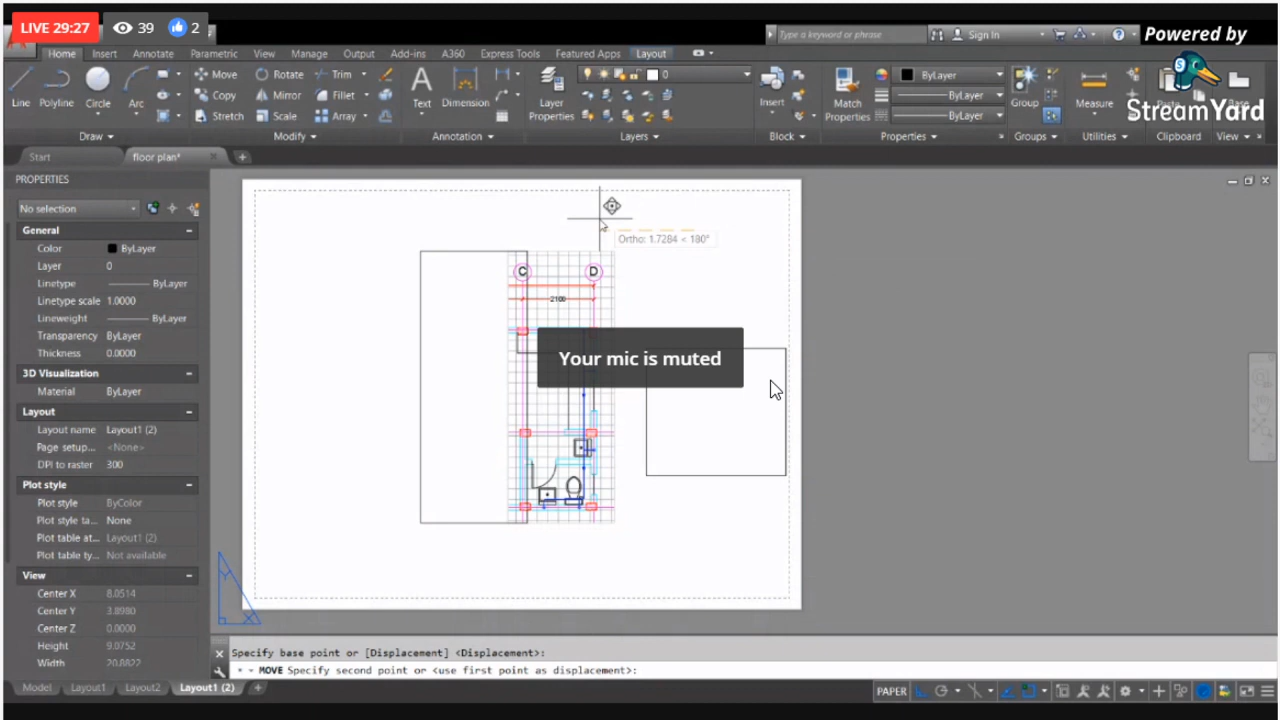 LIVE 29:27 39 2
Type a keyword or phrase Sign In
Powered by
StreamYard
Home Insert Annotate Parametric View Manage Output Add-ins A360 Express Tools Featured Apps Layout
Line Polyline Circle Arc
Move Rotate Trim
Copy Mirror Fillet
Stretch Scale Array
Text Dimension
Layer Properties
0
Insert
Match Properties
ByLayer
ByLayer
ByLayer
Group
Measure
Paste
Base
Draw Modify Annotation Layers Block Properties Groups Utilities Clipboard View
Start floor plan*
PROPERTIES
No selection
General
Color ByLayer
Layer 0
Linetype ByLayer
Linetype scale 1.0000
Lineweight ByLayer
Transparency ByLayer
Thickness 0.0000
3D Visualization
Material ByLayer
Layout
Layout name Layout1 (2)
Page setup... <None>
DPI to raster 300
Plot style
Plot style ByColor
Plot style ta... None
Plot table at... Layout1 (2)
Plot table ty... Not available
View
Center X 8.0514
Center Y 3.8980
Center Z 0.0000
Height 9.0752
Width 20.8822
Ortho: 1.7284 < 180°
C D
2100
Your mic is muted
Y
X
Specify base point or [Displacement] <Displacement>:
MOVE Specify second point or <use first point as displacement>:
Model Layout1 Layout2 Layout1 (2)
PAPER